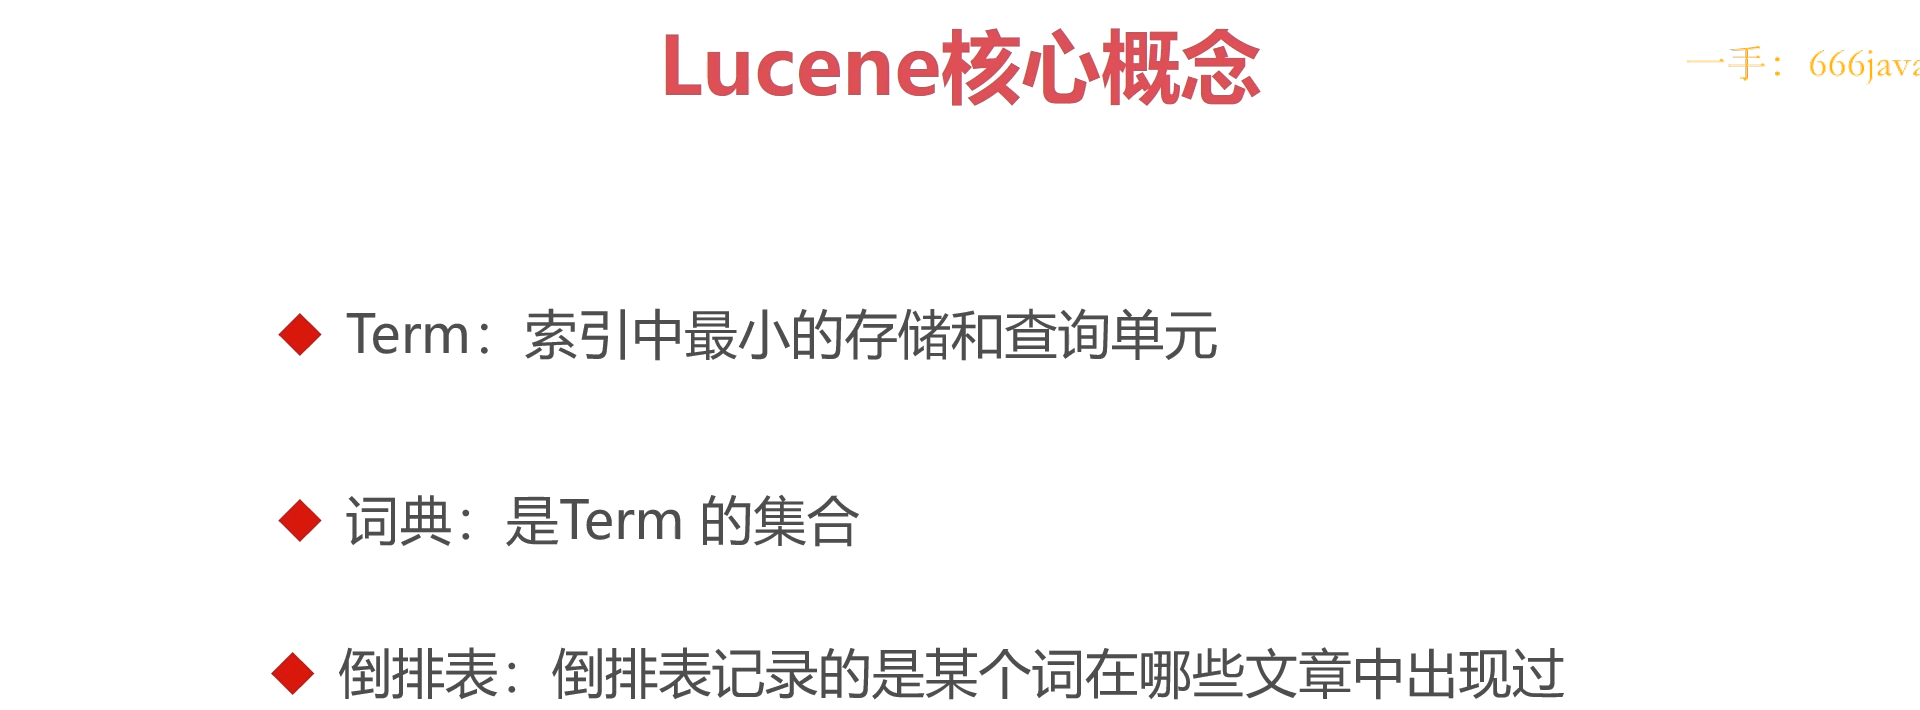 Lucene核心概念
一手：666java
Term：索引中最小的存储和查询单元
词典：是Term 的集合
倒排表：倒排表记录的是某个词在哪些文章中出现过